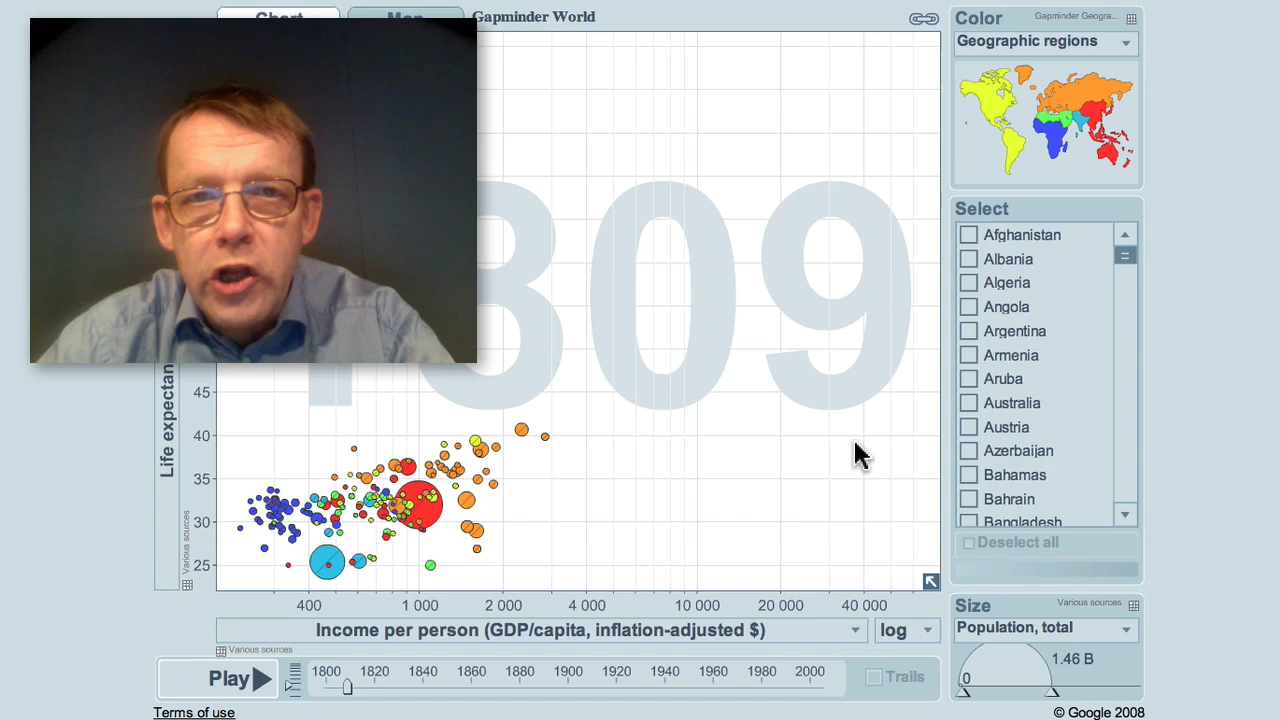 Chart
Map
Gapminder World
1809
Life expectan
Various sources
45
40
35
30
25
400
1 000
2 000
4 000
10 000
20 000
40 000
Income per person (GDP/capita, inflation-adjusted $)
log
Various sources
Play
1800
1820
1840
1860
1880
1900
1920
1940
1960
1980
2000
Trails
Terms of use
Color
Gapminder Geogra...
Geographic regions
Select
Afghanistan
Albania
Algeria
Angola
Argentina
Armenia
Aruba
Australia
Austria
Azerbaijan
Bahamas
Bahrain
Bangladesh
Deselect all
Size
Various sources
Population, total
1.46 B
0
© Google 2008